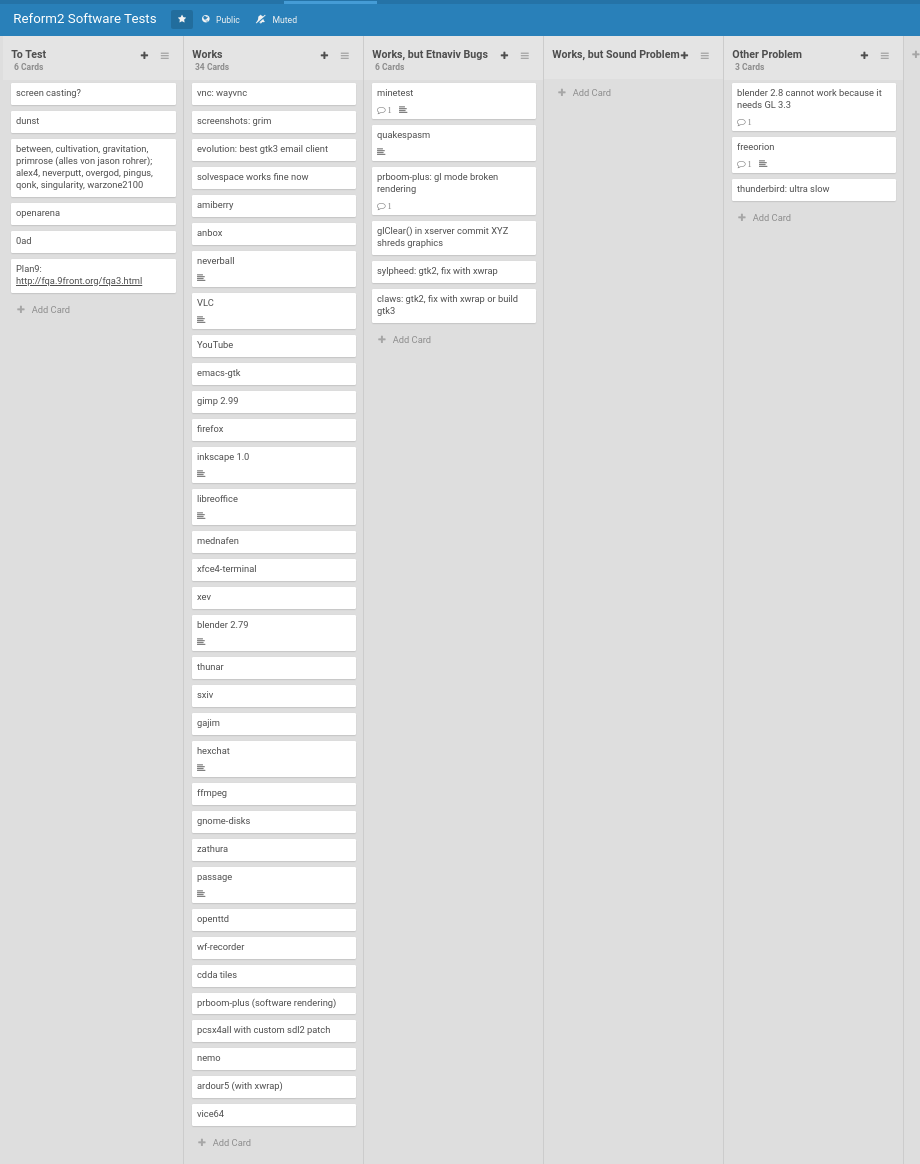 Reform2 Software Tests
Public
Muted
To Test
6 Cards
screen casting?
dunst
between, cultivation, gravitation,
primrose (alles von jason rohrer);
alex4, neverputt, overgod, pingus,
qonk, singularity, warzone2100
openarena
0ad
Plan9:
http://fqa.9front.org/fqa3.html
Add Card
Works
34 Cards
vnc: wayvnc
screenshots: grim
evolution: best gtk3 email client
solvespace works fine now
amiberry
anbox
neverball
VLC
YouTube
emacs-gtk
gimp 2.99
firefox
inkscape 1.0
libreoffice
mednafen
xfce4-terminal
xev
blender 2.79
thunar
sxiv
gajim
hexchat
ffmpeg
gnome-disks
zathura
passage
openttd
wf-recorder
cdda tiles
prboom-plus (software rendering)
pcsx4all with custom sdl2 patch
nemo
ardour5 (with xwrap)
vice64
Add Card
Works, but Etnaviv Bugs
6 Cards
minetest
1
quakespasm
prboom-plus: gl mode broken
rendering
1
glClear() in xserver commit XYZ
shreds graphics
sylpheed: gtk2, fix with xwrap
claws: gtk2, fix with xwrap or build
gtk3
Add Card
Works, but Sound Problem
Add Card
Other Problem
3 Cards
blender 2.8 cannot work because it
needs GL 3.3
1
freeorion
1
thunderbird: ultra slow
Add Card